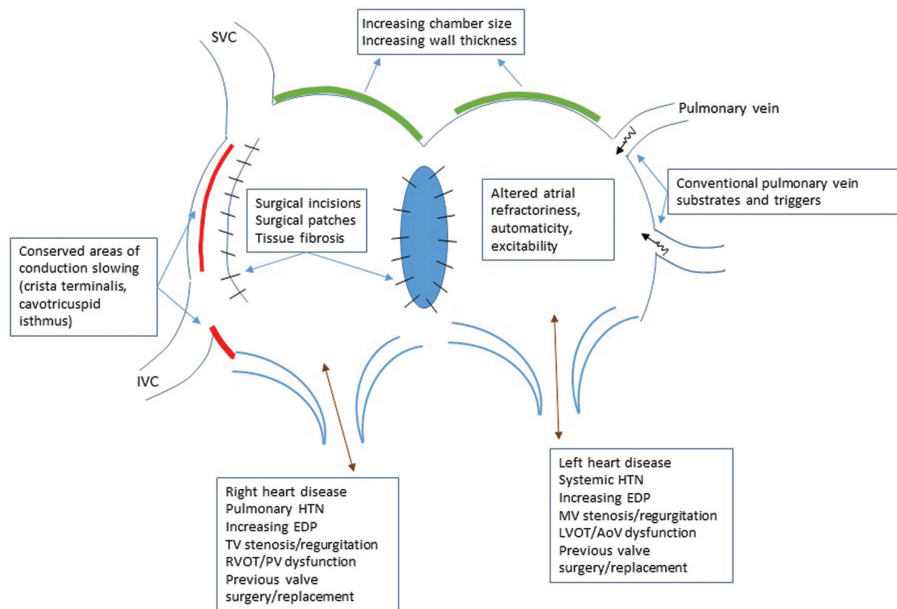 Increasing chamber size
Increasing wall thickness
SVC
Pulmonary vein
Surgical incisions
Surgical patches
Tissue fibrosis
Altered atrial
refractoriness,
automaticity,
excitability
Conventional pulmonary vein
substrates and triggers
Conserved areas of
conduction slowing
(crista terminalis,
cavotricuspid
isthmus)
IVC
Right heart disease
Pulmonary HTN
Increasing EDP
TV stenosis/regurgitation
RVOT/PV dysfunction
Previous valve
surgery/replacement
Left heart disease
Systemic HTN
Increasing EDP
MV stenosis/regurgitation
LVOT/AoV dysfunction
Previous valve
surgery/replacement